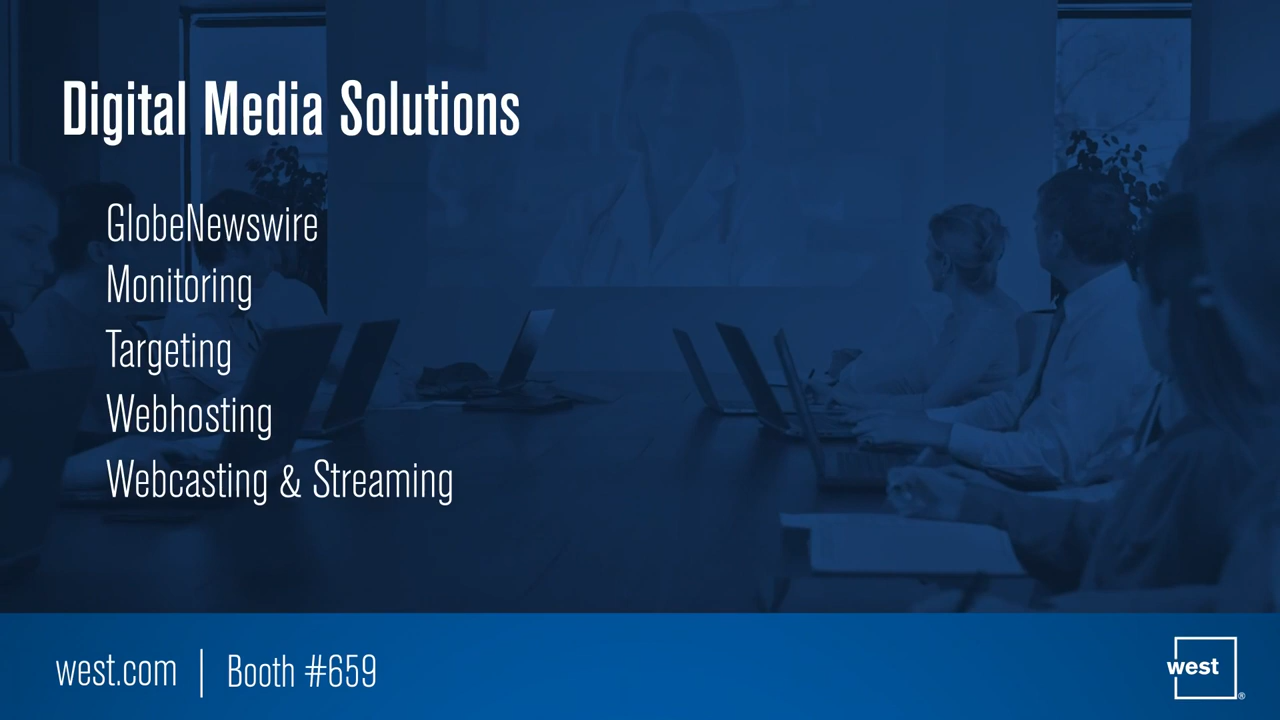 Digital Media Solutions
GlobeNewswire
Monitoring
Targeting
Webhosting
Webcasting & Streaming
west.com | Booth #659
west®